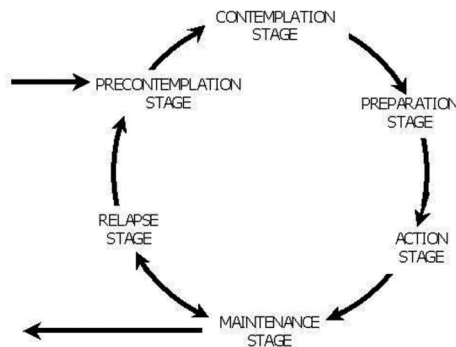 CONTEMPLATION
STAGE
PRECONTEMPLATION
STAGE
PREPARATION
STAGE
RELAPSE
STAGE
ACTION
STAGE
MAINTENANCE
STAGE